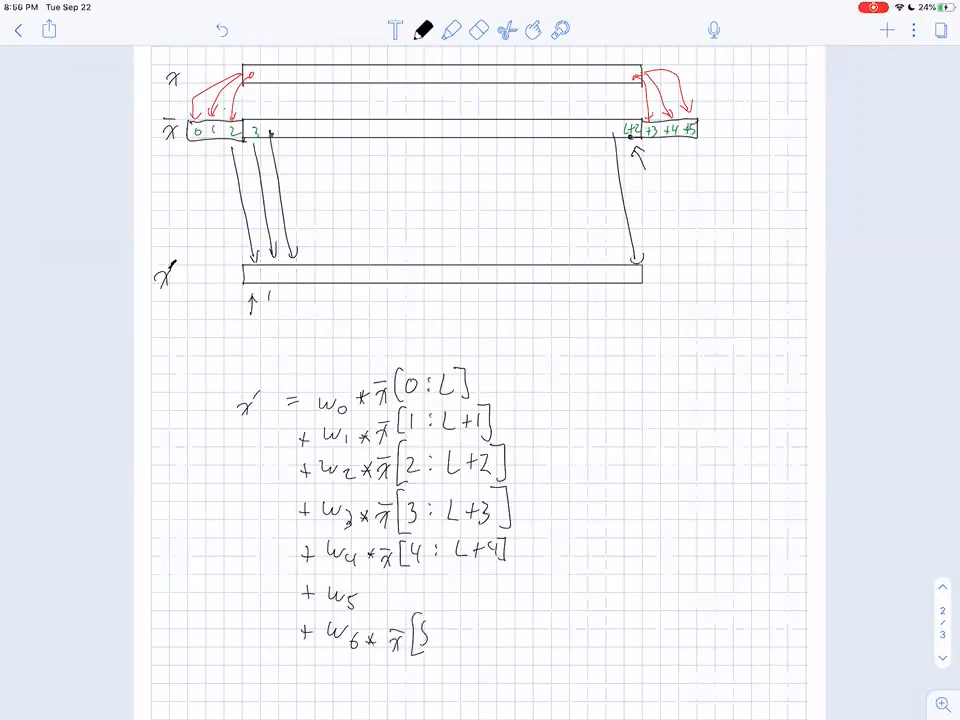 8:56 PM Tue Sep 22
24%
T
x
x̄ 0 1 2 3 L+2 +3 +4 +5
x'
1
x' = w₀ * x̄[0 : L]
+ w₁ * x̄[1 : L+1]
+ w₂ * x̄[2 : L+2]
+ w₃ * x̄[3 : L+3]
+ w₄ * x̄[4 : L+4]
+ w₅
+ w₆ * x̄[5
2
/
3